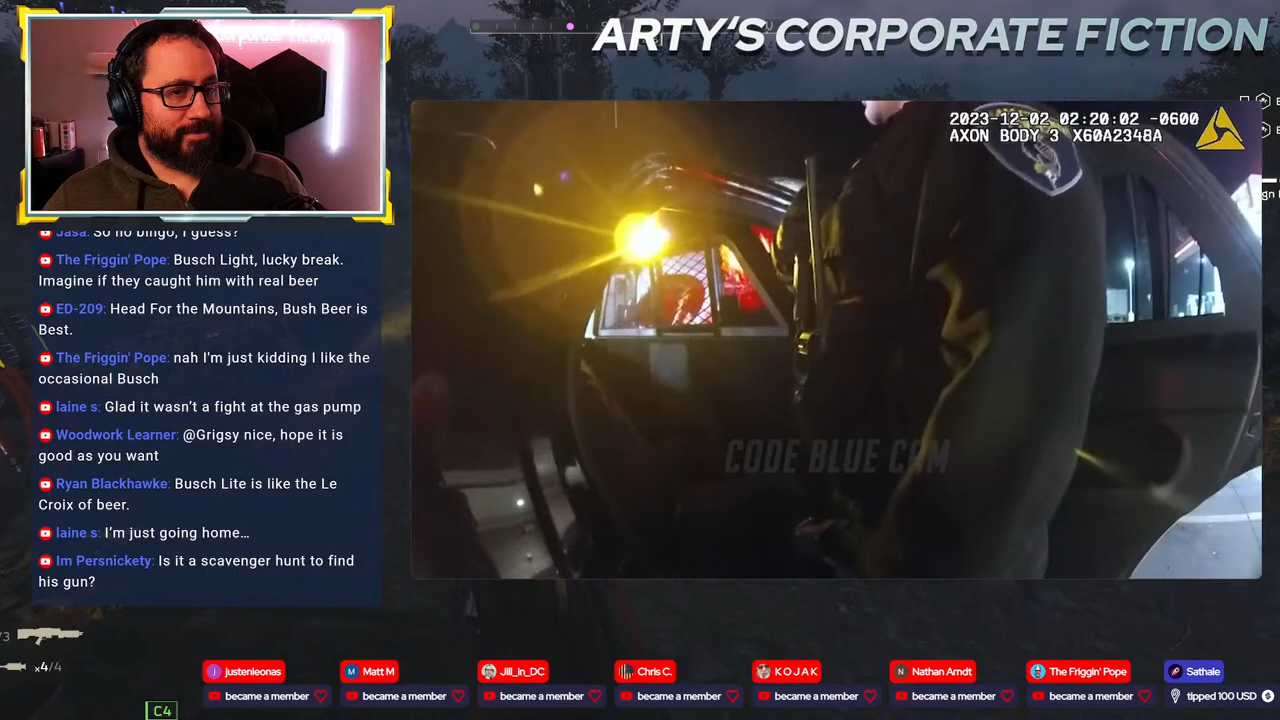 Corporate Fiction
ARTY'S CORPORATE FICTION
2023-12-02 02:20:02 -0600
AXON BODY 3 X60A2348A
Jasa: So no bingo, I guess?
The Friggin' Pope: Busch Light, lucky break.
Imagine if they caught him with real beer
ED-209: Head For the Mountains, Bush Beer is
Best.
The Friggin' Pope: nah I'm just kidding I like the
occasional Busch
laine s: Glad it wasn't a fight at the gas pump
Woodwork Learner: @Grigsy nice, hope it is
good as you want
Ryan Blackhawke: Busch Lite is like the Le
Croix of beer.
laine s: I'm just going home…
Im Persnickety: Is it a scavenger hunt to find
his gun?
CODE BLUE CAM
/3
x4/4
C4
justenleonas
became a member
Matt M
became a member
Jill_in_DC
became a member
Chris C.
became a member
K O J A K
became a member
Nathan Arndt
became a member
The Friggin' Pope
became a member
Sathale
tipped 100 USD